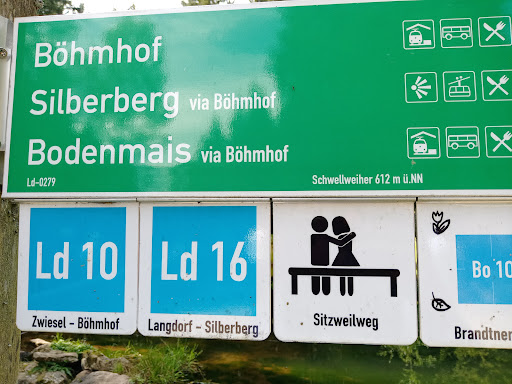 Böhmhof
Silberberg via Böhmhof
Bodenmais via Böhmhof
Ld-0279
Schwellweiher 612 m ü.NN
Ld 10
Zwiesel - Böhmhof
Ld 16
Langdorf - Silberberg
Sitzweilweg
Bo 10
Brandtner